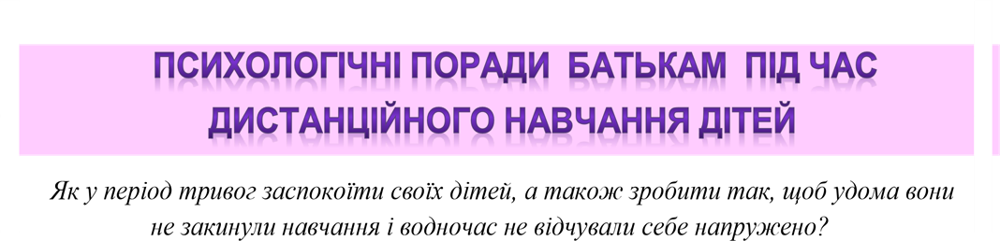 ПСИХОЛОГІЧНІ ПОРАДИ БАТЬКАМ ПІД ЧАС
ДИСТАНЦІЙНОГО НАВЧАННЯ ДІТЕЙ
Як у період тривог заспокоїти своїх дітей, а також зробити так, щоб удома вони
не закинули навчання і водночас не відчували себе напружено?